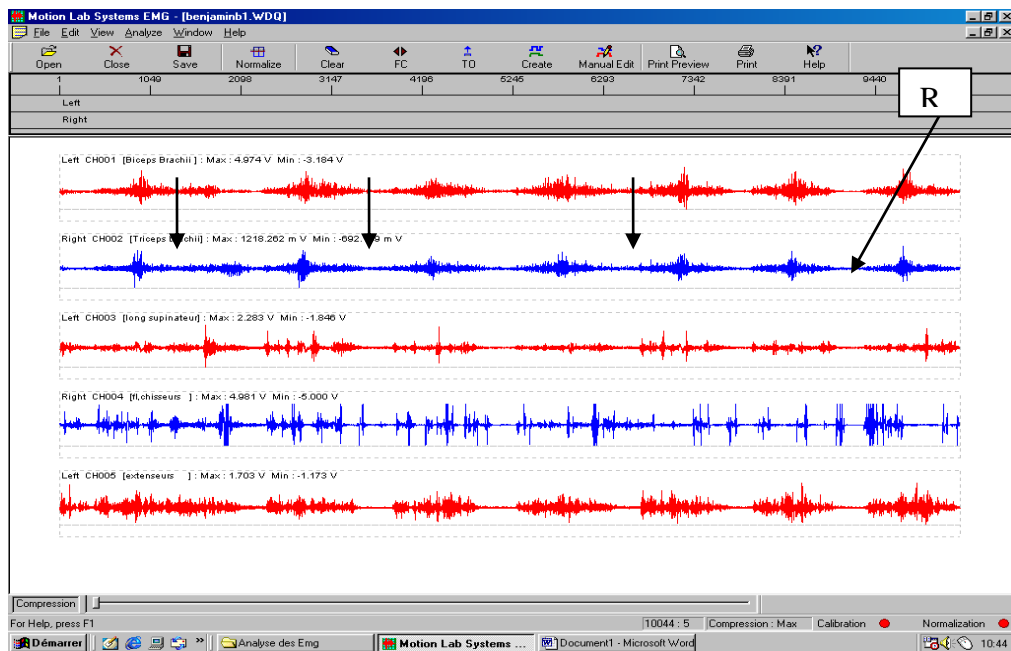 Motion Lab Systems EMG - [benjaminb1.WDQ]
File Edit View Analyze Window Help
Open Close Save Normalize Clear FC TO Create Manual Edit Print Preview Print Help
1 1049 2098 3147 4196 5245 6293 7342 8391 9440
R
Left
Right
Left CH001 [Biceps Brachii ] : Max : 4.974 V Min : -3.184 V
Right CH002 [Triceps Max : 1218.262 m V Min : m V
Left CH003 [long supinateur] : Max : 2.283 V Min : -1.846 V
Right CH004 [fl,chisseurs ] : Max : 4.981 V Min : -5.000 V
Left CH005 [extenseurs ] : Max : 1.703 V Min : -1.173 V
Compression
For Help, press F1 10044 : 5 Compression : Max Calibration Normalization
Démarrer » Analyse des Emg Motion Lab Systems ... Document1 - Microsoft Word 10:44